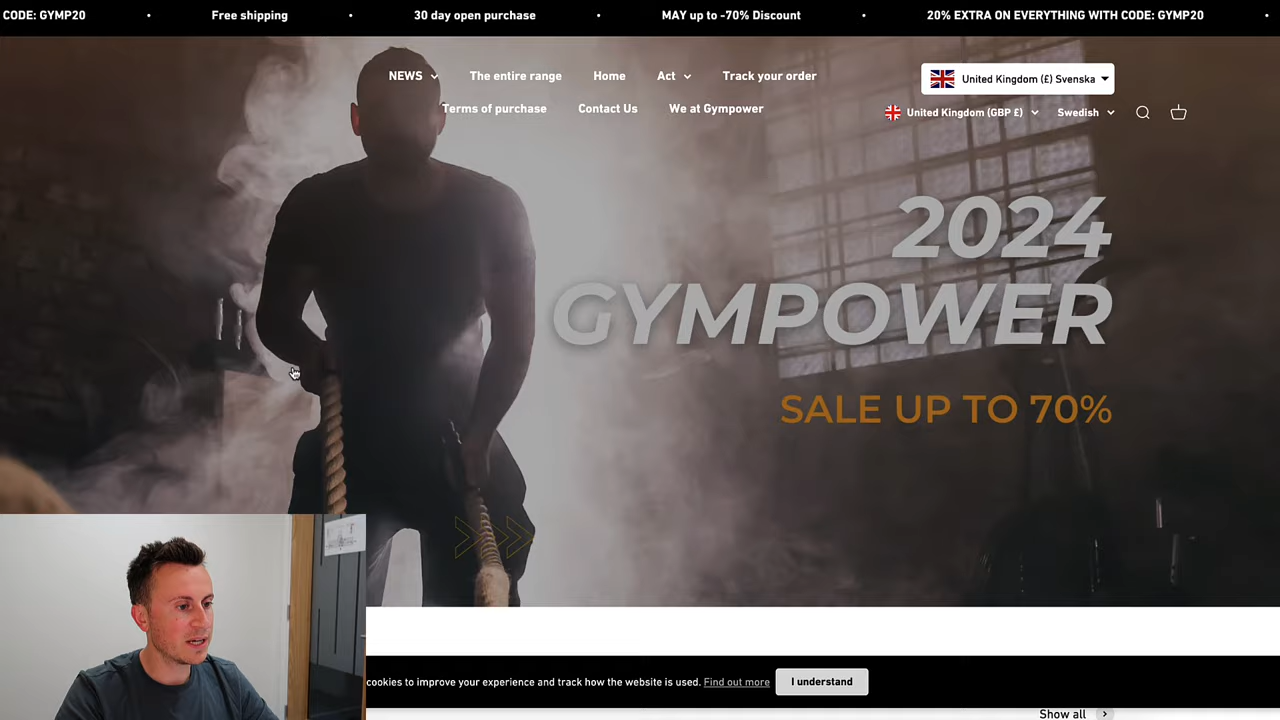 CODE: GYMP20 • Free shipping • 30 day open purchase • MAY up to -70% Discount • 20% EXTRA ON EVERYTHING WITH CODE: GYMP20 •
NEWS The entire range Home Act Track your order
United Kingdom (£) Svenska
Terms of purchase Contact Us We at Gympower
United Kingdom (GBP £) Swedish
2024
GYMPOWER
SALE UP TO 70%
cookies to improve your experience and track how the website is used. Find out more
I understand
Show all